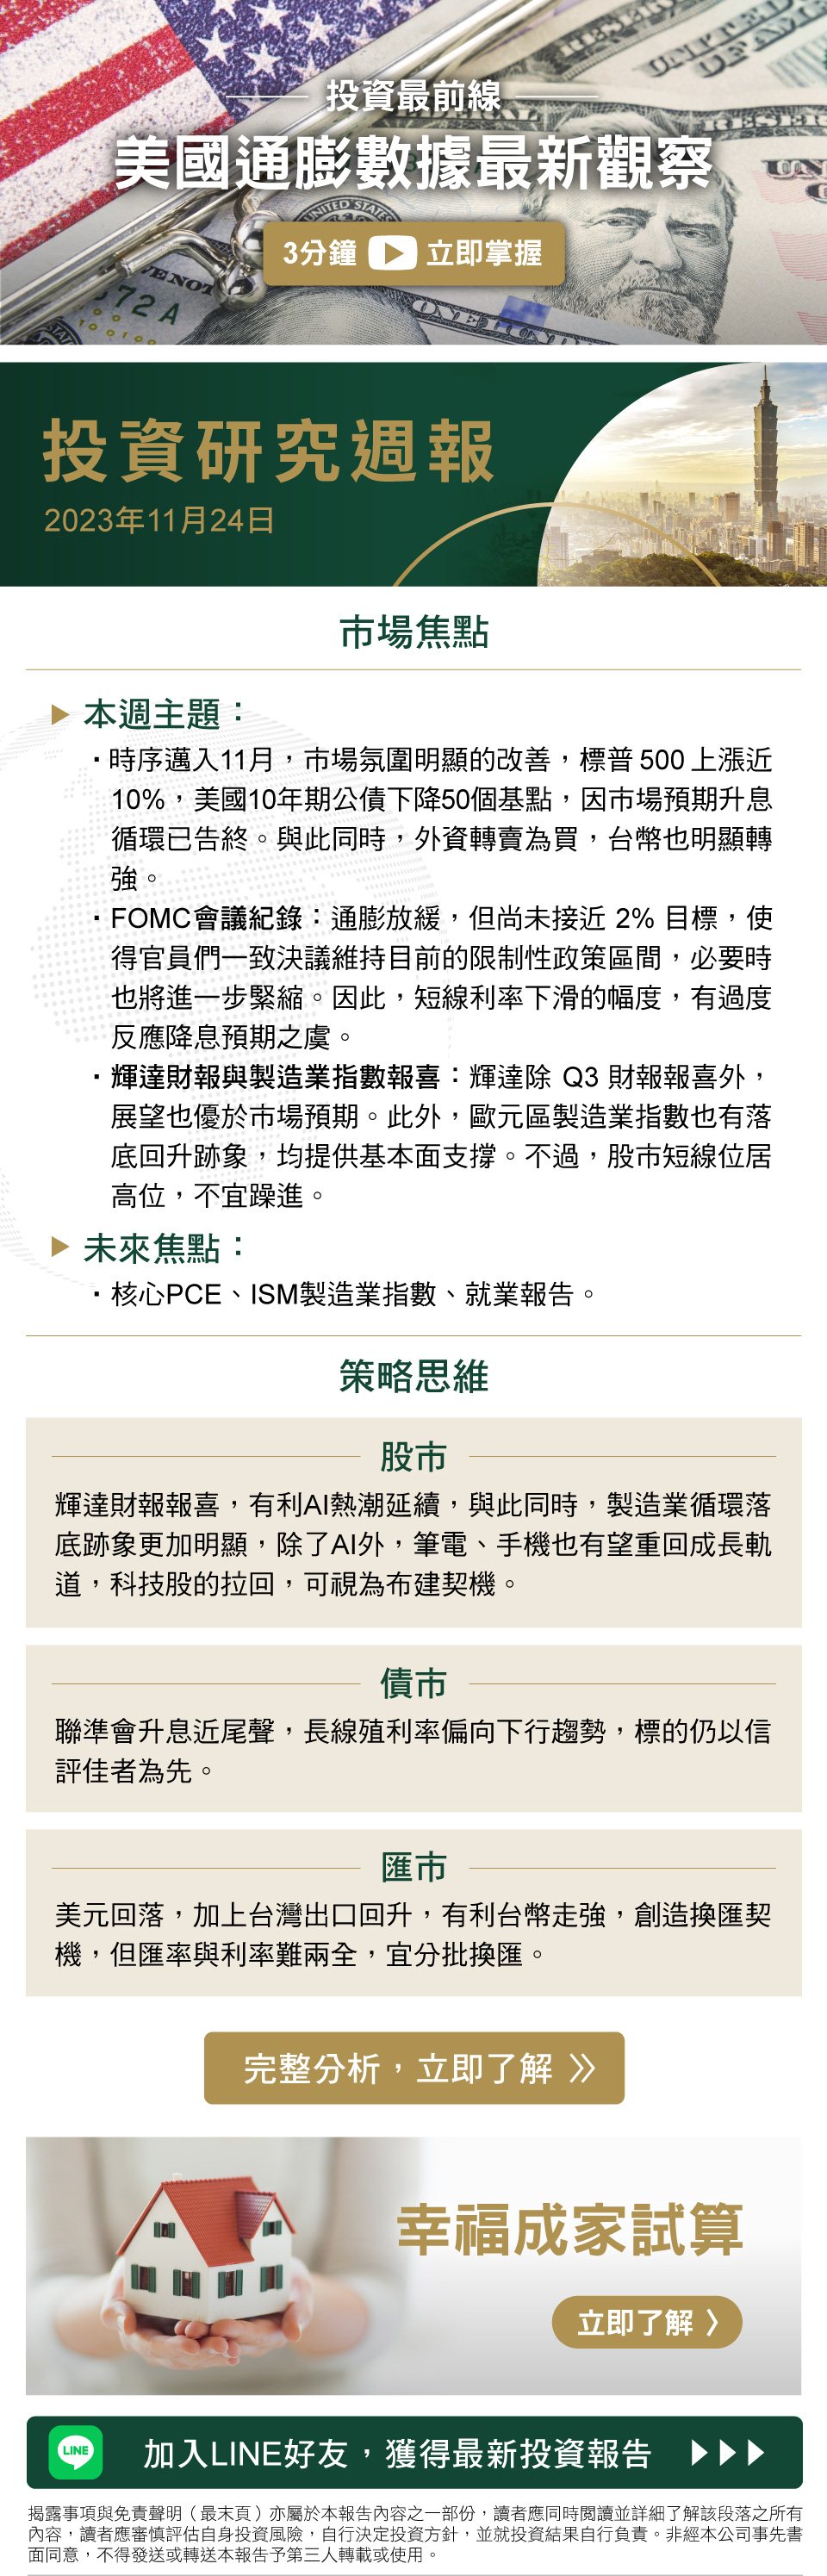 投資最前線
美國通膨數據最新觀察
3分鐘 立即掌握
投資研究週報
2023年11月24日
市場焦點
本週主題：
・時序邁入11月，市場氛圍明顯的改善，標普 500 上漲近
10%，美國10年期公債下降50個基點，因市場預期升息
循環已告終。與此同時，外資轉賣為買，台幣也明顯轉
強。
・FOMC會議紀錄：通膨放緩，但尚未接近 2% 目標，使
得官員們一致決議維持目前的限制性政策區間，必要時
也將進一步緊縮。因此，短線利率下滑的幅度，有過度
反應降息預期之虞。
・輝達財報與製造業指數報喜：輝達除 Q3 財報報喜外，
展望也優於市場預期。此外，歐元區製造業指數也有落
底回升跡象，均提供基本面支撐。不過，股市短線位居
高位，不宜躁進。
未來焦點：
・核心PCE、ISM製造業指數、就業報告。
策略思維
股市
輝達財報報喜，有利AI熱潮延續，與此同時，製造業循環落
底跡象更加明顯，除了AI外，筆電、手機也有望重回成長軌
道，科技股的拉回，可視為布建契機。
債市
聯準會升息近尾聲，長線殖利率偏向下行趨勢，標的仍以信
評佳者為先。
匯市
美元回落，加上台灣出口回升，有利台幣走強，創造換匯契
機，但匯率與利率難兩全，宜分批換匯。
完整分析，立即了解
幸福成家試算
立即了解
LINE 加入LINE好友，獲得最新投資報告
揭露事項與免責聲明（最末頁）亦屬於本報告內容之一部份，讀者應同時閱讀並詳細了解該段落之所有
內容，讀者應審慎評估自身投資風險，自行決定投資方針，並就投資結果自行負責。非經本公司事先書
面同意，不得發送或轉送本報告予第三人轉載或使用。